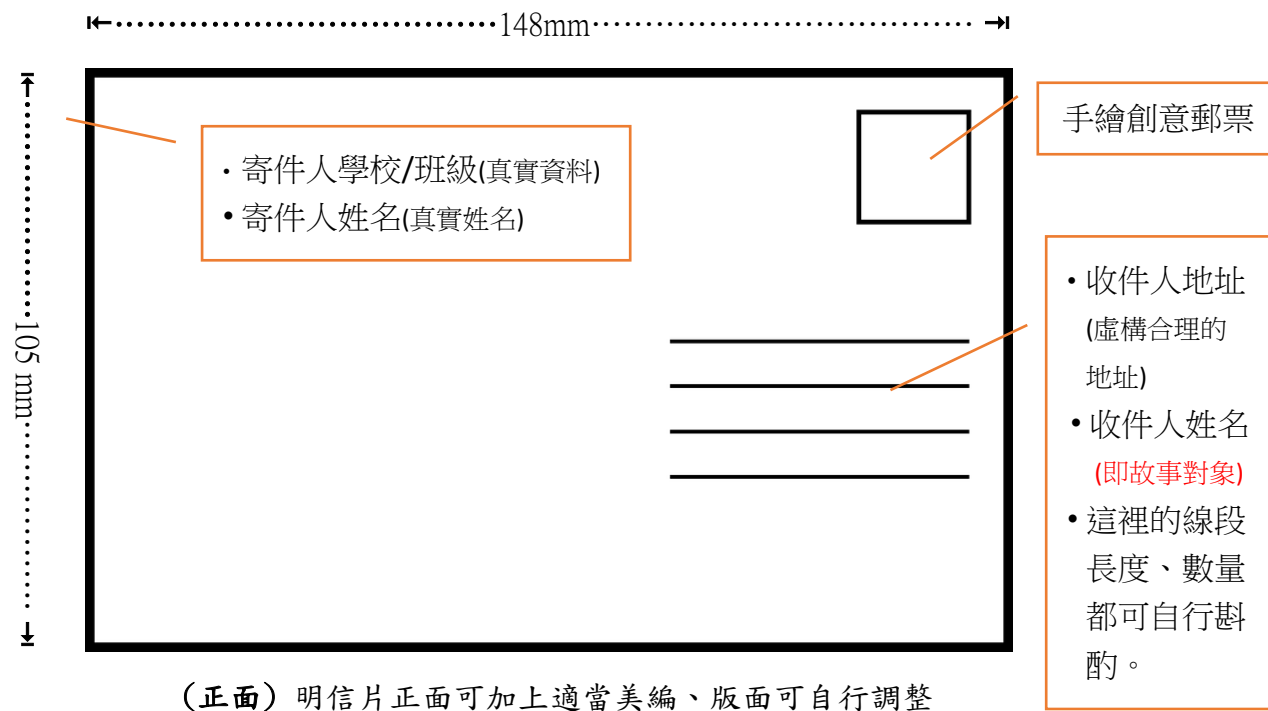 148mm
105 mm
・寄件人學校/班級(真實資料)
•寄件人姓名(真實姓名)
手繪創意郵票
・收件人地址
(虛構合理的
地址)
•收件人姓名
(即故事對象)
•這裡的線段
長度、數量
都可自行斟
酌。
（正面）明信片正面可加上適當美編、版面可自行調整